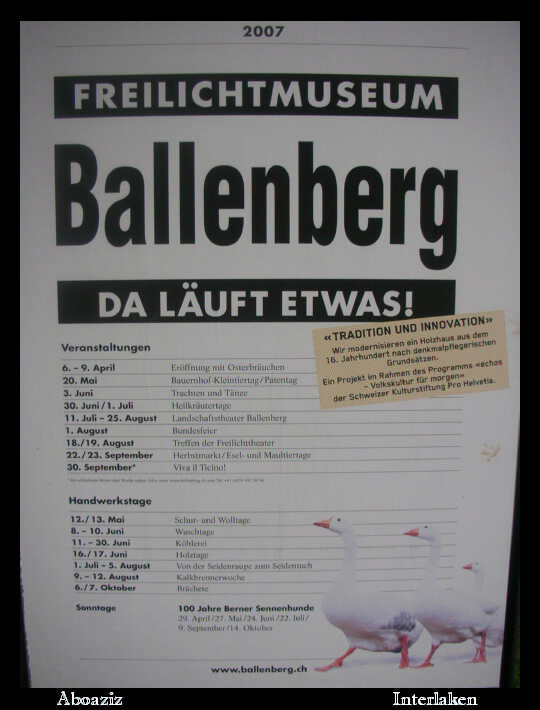 2007
FREILICHTMUSEUM
Ballenberg
DA LÄUFT ETWAS!
«TRADITION UND INNOVATION»
Wir modernisieren ein Holzhaus aus dem
16. Jahrhundert nach denkmalpflegerischen
Grundsätzen.
Ein Projekt im Rahmen des Programms «echos
– Volkskultur für morgen»
der Schweizer Kulturstiftung Pro Helvetia.
Veranstaltungen
6. – 9. April Eröffnung mit Osterbräuchen
20. Mai Bauernhof-Kleintiertag/Patentag
3. Juni Trachten und Tänze
30. Juni/1. Juli Heilkräutertage
11. Juli – 25. August Landschaftstheater Ballenberg
1. August Bundesfeier
18./19. August Treffen der Freilichttheater
22./23. September Herbstmarkt/Esel- und Maultiertage
30. September* Viva il Ticino!
Handwerkstage
12./13. Mai Schur- und Wolltage
8. – 10. Juni Waschtage
11. – 30. Juni Köhlerei
16./17. Juni Holztage
1. Juli – 5. August Von der Seidenraupe zum Seidentuch
9. – 12. August Kalkbrennerwoche
6./7. Oktober Brächete
Sonntage 100 Jahre Berner Sennenhunde
29. April/27. Mai/24. Juni/22. Juli/
9. September/14. Oktober
www.ballenberg.ch
Aboaziz Interlaken